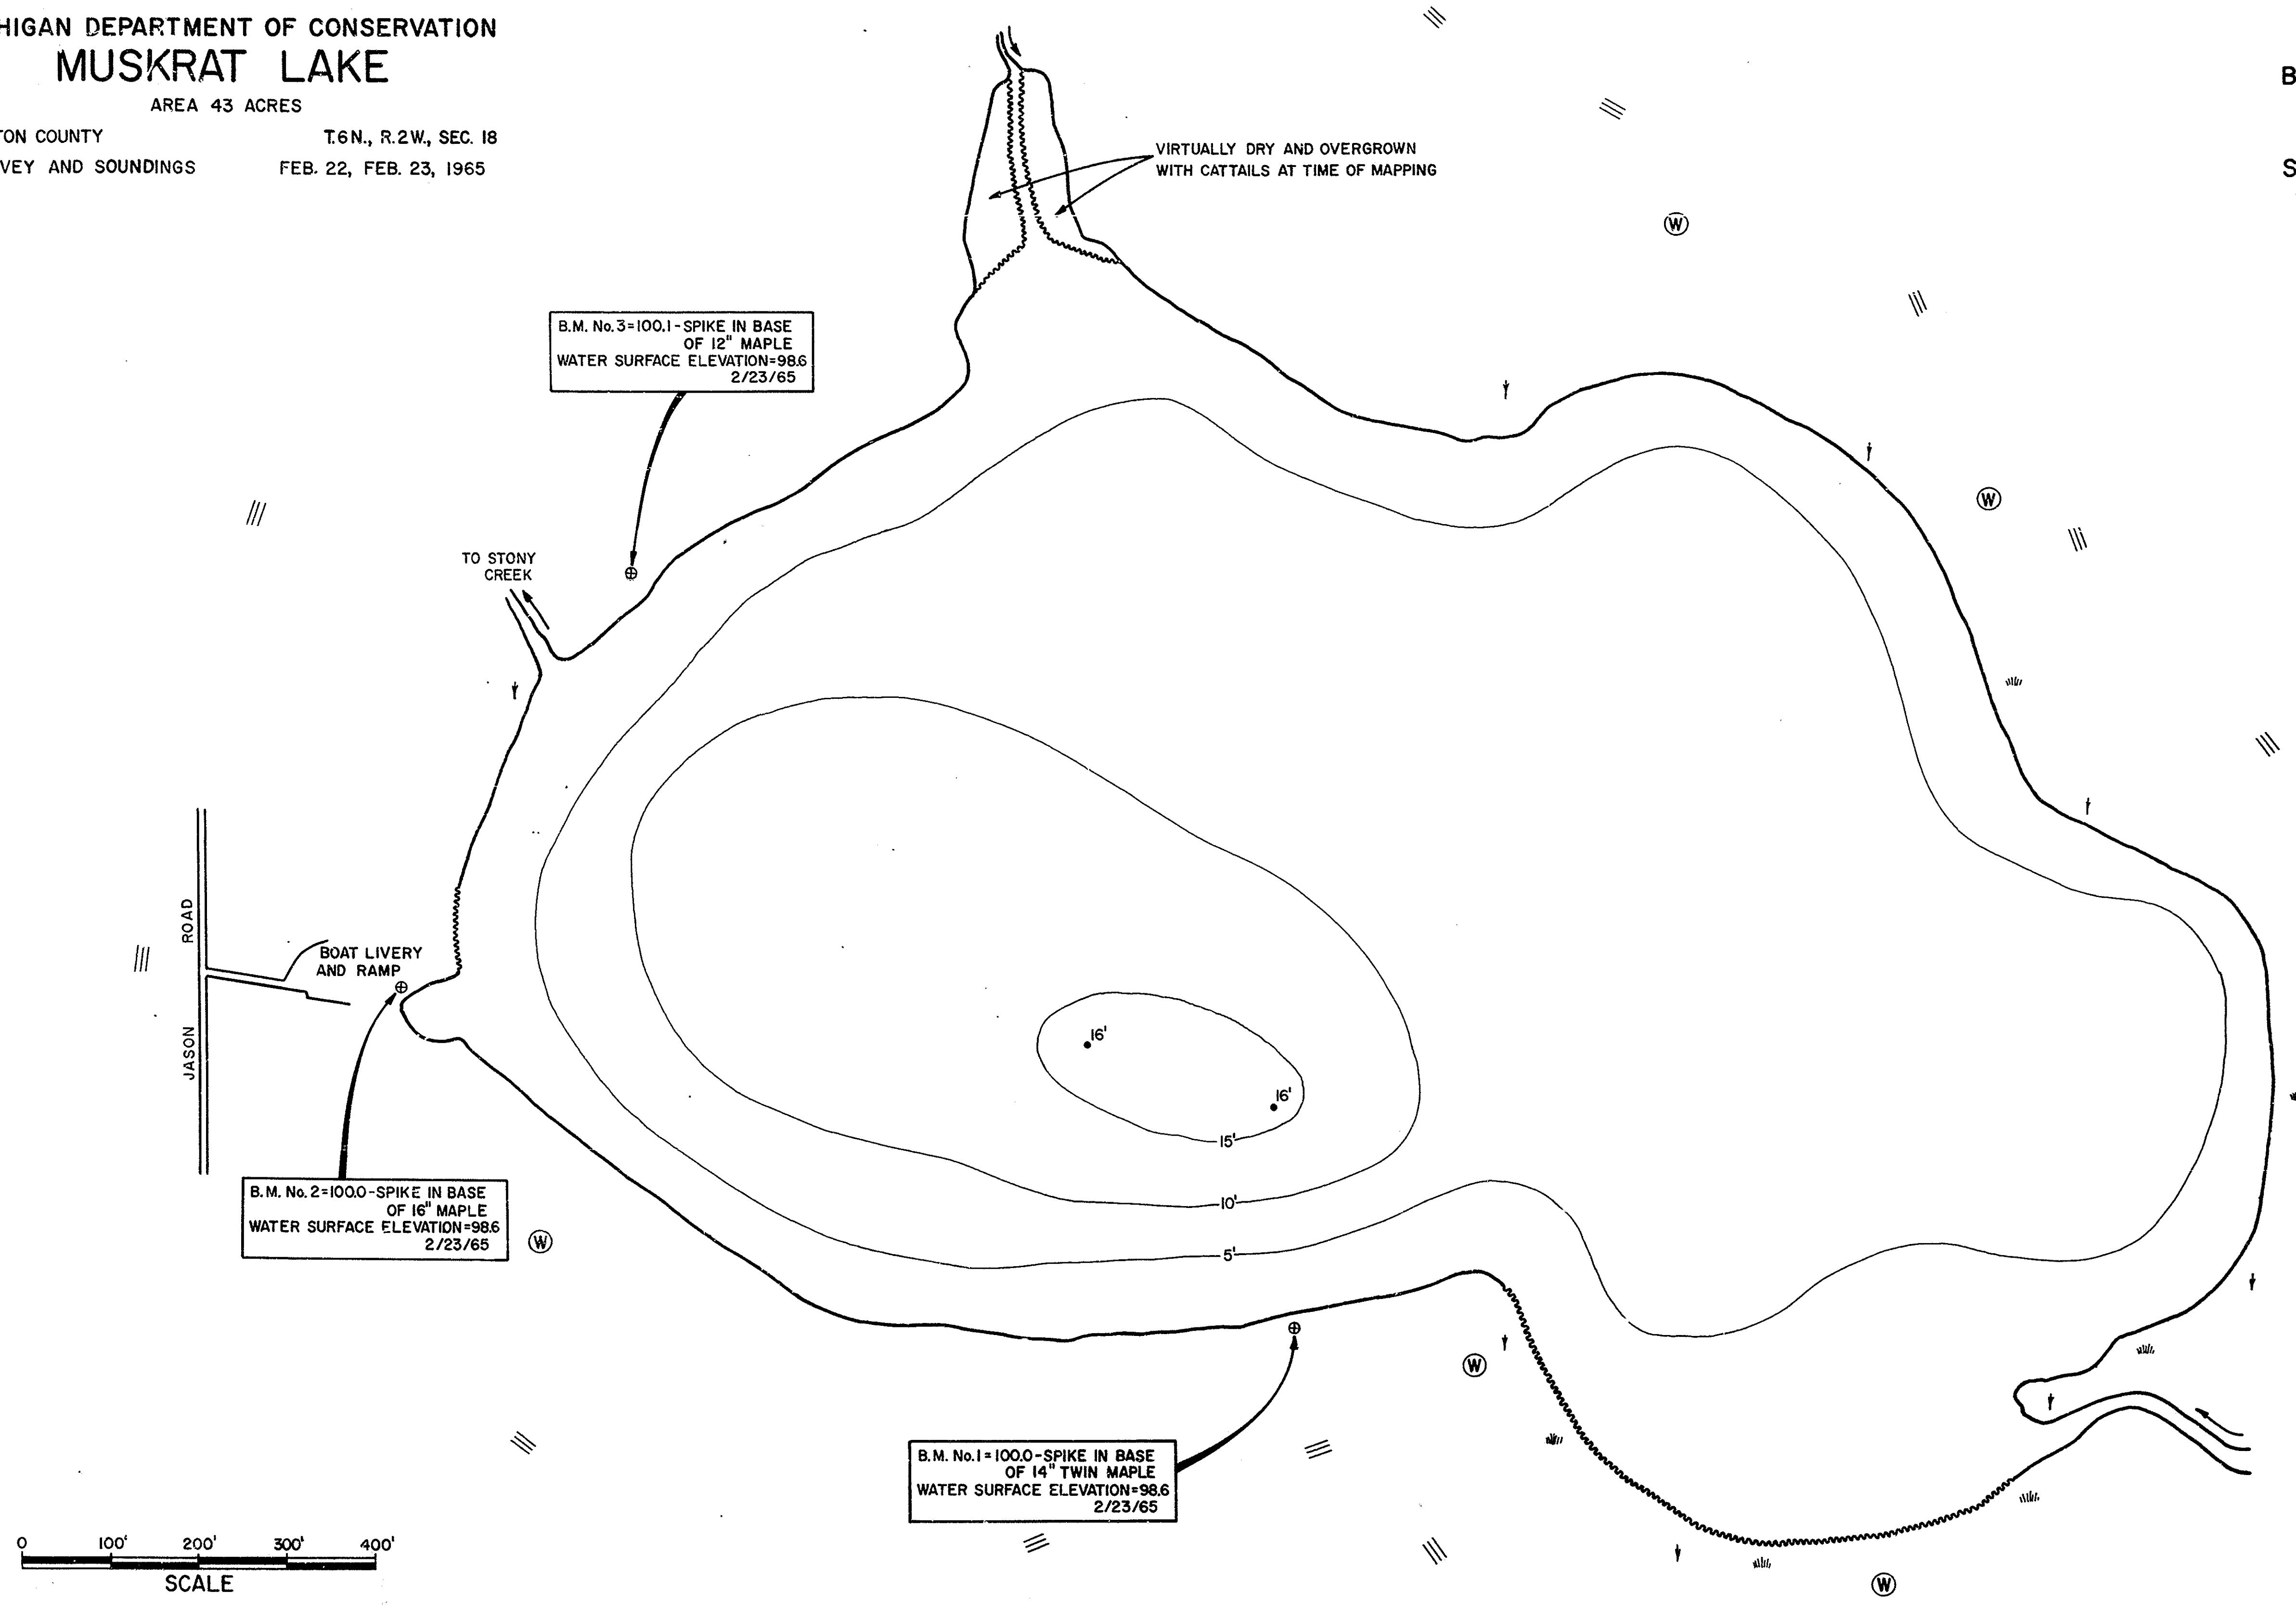 HIGAN DEPARTMENT OF CONSERVATION
MUSKRAT LAKE
AREA 43 ACRES
TON COUNTY T.6N., R.2W., SEC. 18
VEY AND SOUNDINGS FEB. 22, FEB. 23, 1965
B
S
VIRTUALLY DRY AND OVERGROWN
WITH CATTAILS AT TIME OF MAPPING
W
B.M. No.3=100.1-SPIKE IN BASE
OF 12" MAPLE
WATER SURFACE ELEVATION=98.6
2/23/65
W
TO STONY
CREEK
JASON ROAD
BOAT LIVERY
AND RAMP
16'
16'
15'
10'
5'
B.M. No.2=100.0-SPIKE IN BASE
OF 16" MAPLE
WATER SURFACE ELEVATION=98.6
2/23/65
W
W
B.M. No.1=100.0-SPIKE IN BASE
OF 14" TWIN MAPLE
WATER SURFACE ELEVATION=98.6
2/23/65
W
0 100' 200' 300' 400'
SCALE